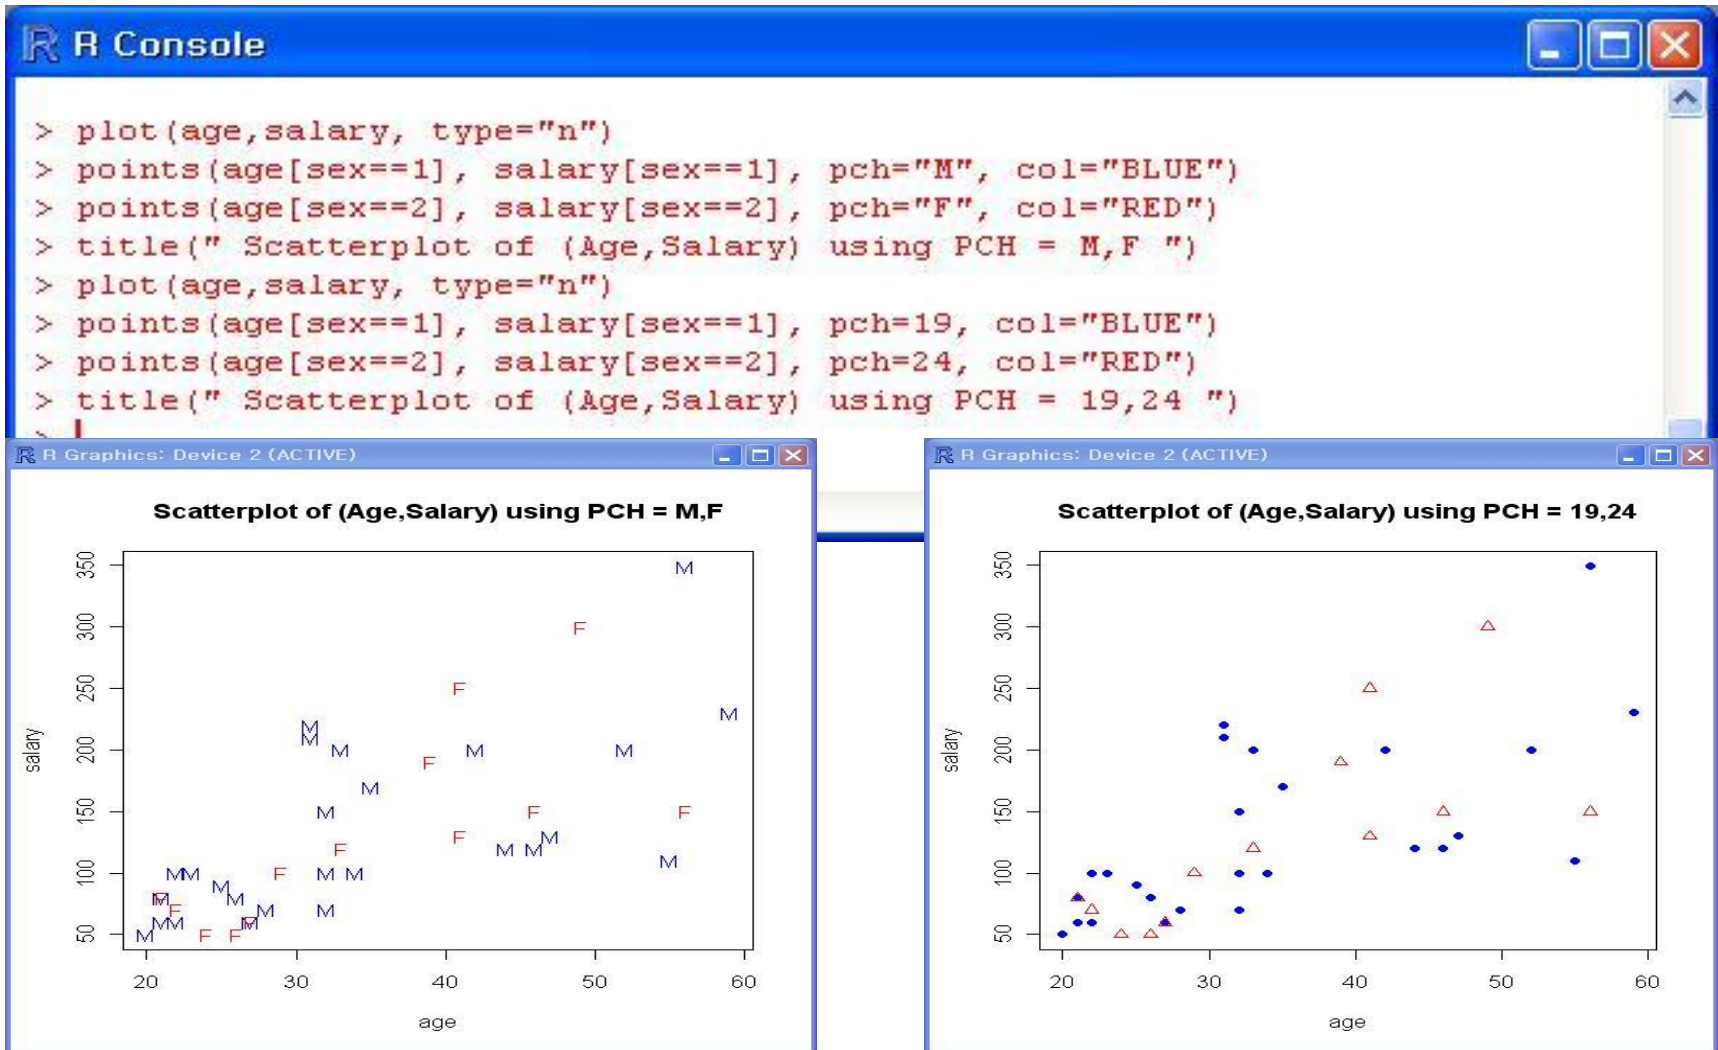 R Console
> plot(age,salary, type="n")
> points(age[sex==1], salary[sex==1], pch="M", col="BLUE")
> points(age[sex==2], salary[sex==2], pch="F", col="RED")
> title(" Scatterplot of (Age,Salary) using PCH = M,F ")
> plot(age,salary, type="n")
> points(age[sex==1], salary[sex==1], pch=19, col="BLUE")
> points(age[sex==2], salary[sex==2], pch=24, col="RED")
> title(" Scatterplot of (Age,Salary) using PCH = 19,24 ")
>
R Graphics: Device 2 (ACTIVE)
Scatterplot of (Age,Salary) using PCH = M,F
350
300
250
200
150
100
50
salary
20 30 40 50 60
age
R Graphics: Device 2 (ACTIVE)
Scatterplot of (Age,Salary) using PCH = 19,24
350
300
250
200
150
100
50
salary
20 30 40 50 60
age